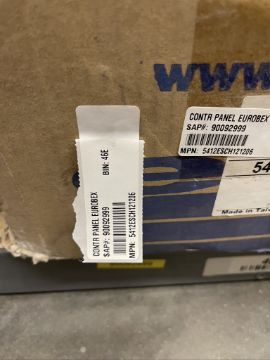 www.
CONTR PANEL EUROBEX
SAP#: 90092999
MPN: 5412ESCH121206
54
Made in Tai
CONTR PANEL EUROBEX
SAP#: 90092999
BIN: 46E
MPN: 5412ESCH121206